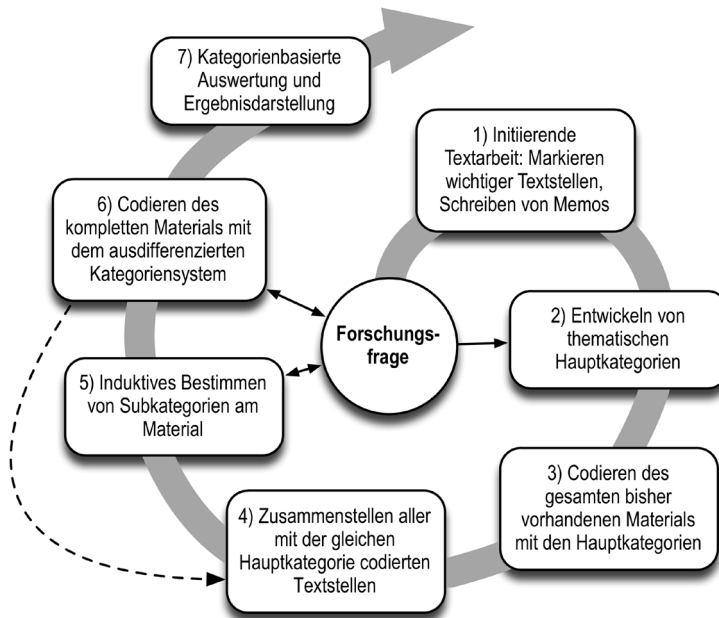 7) Kategorienbasierte
Auswertung und
Ergebnisdarstellung
1) Initiierende
Textarbeit: Markieren
wichtiger Textstellen,
Schreiben von Memos
6) Codieren des
kompletten Materials mit
dem ausdifferenzierten
Kategoriensystem
Forschungs-
frage
2) Entwickeln von
thematischen
Hauptkategorien
5) Induktives Bestimmen
von Subkategorien am
Material
3) Codieren des
gesamten bisher
vorhandenen Materials
mit den Hauptkategorien
4) Zusammenstellen aller
mit der gleichen
Hauptkategorie codierten
Textstellen